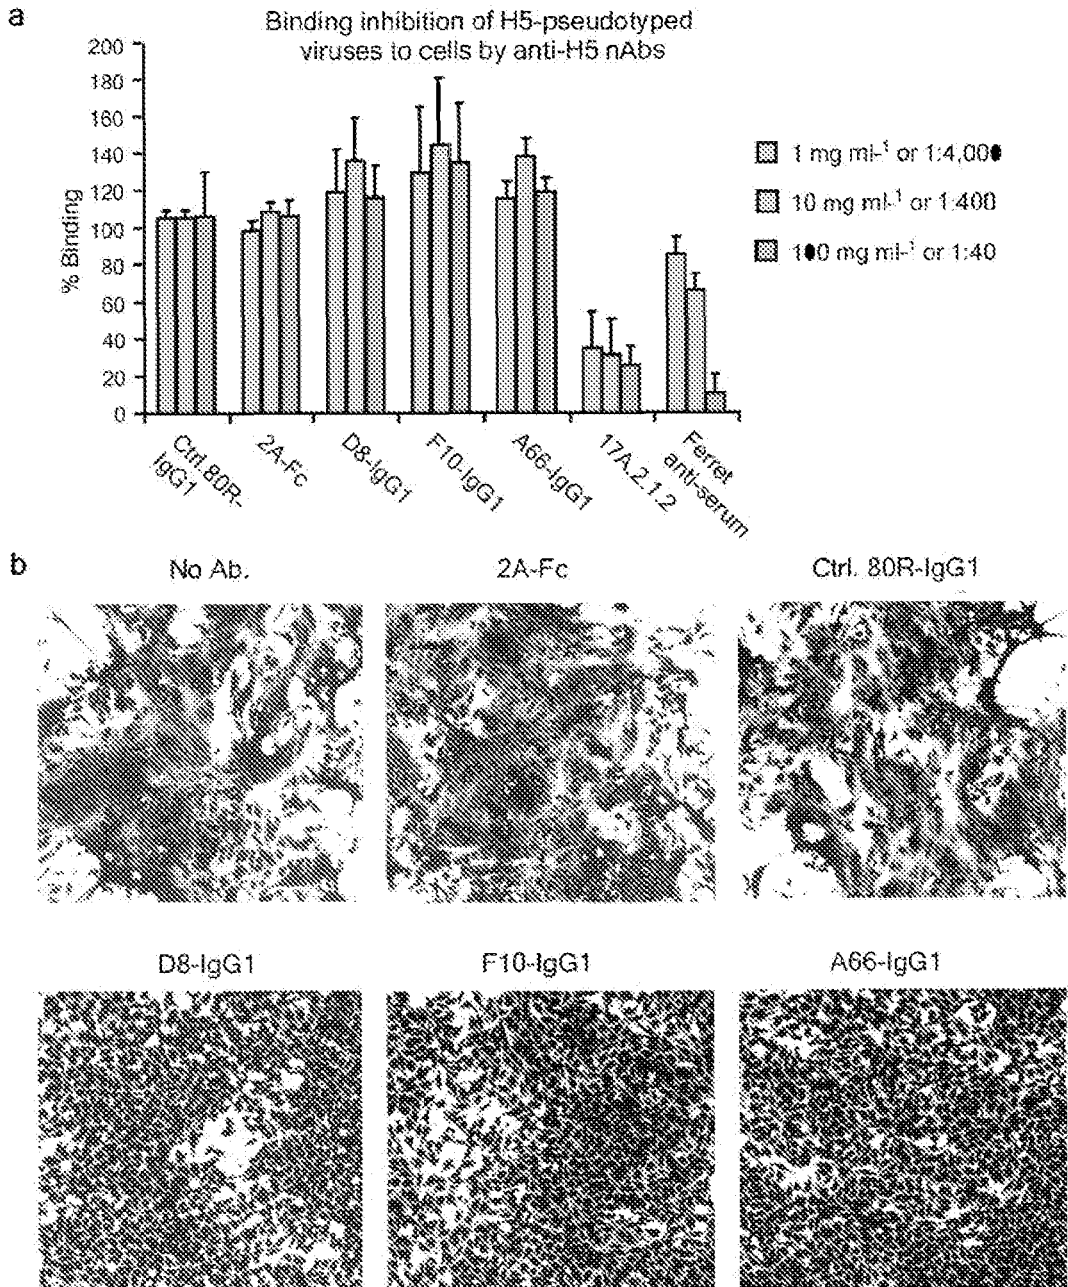 a
Binding inhibition of H5-pseudotyped
viruses to cells by anti-H5 nAbs
200
180
160
140
120
100
80
60
40
20
0
% Binding
Ctrl.80R-
IgG1
2A-Fc
D8-IgG1
F10-IgG1
A66-IgG1
17A.2.1.2
Ferret
anti-serum
1 mg ml-¹ or 1:4,000
10 mg ml-¹ or 1:400
100 mg ml-¹ or 1:40
b
No Ab.
2A-Fc
Ctrl. 80R-IgG1
D8-IgG1
F10-IgG1
A66-IgG1